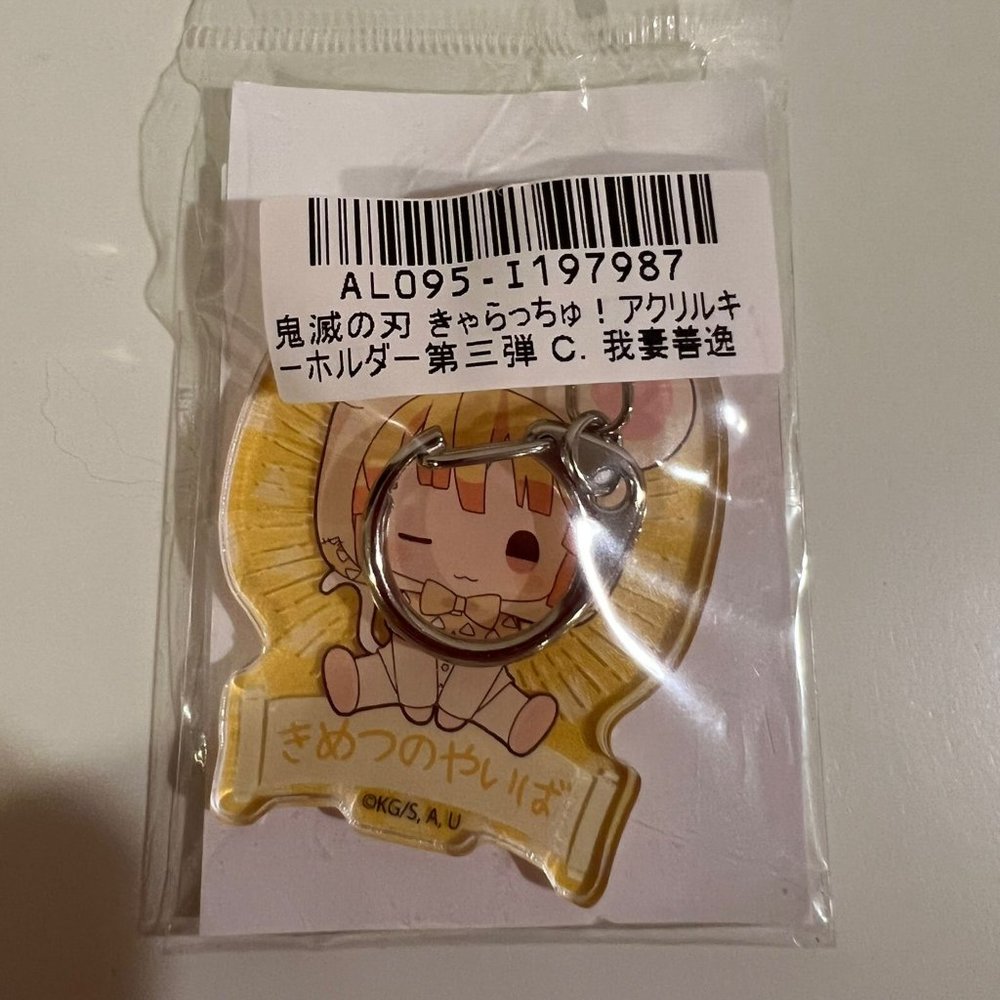 AL095-I197987
鬼滅の刃 きゃらっちゅ！アクリルキ
ーホルダー第三弾 C. 我妻善逸
きめつのやいば
©KG/S, A, U